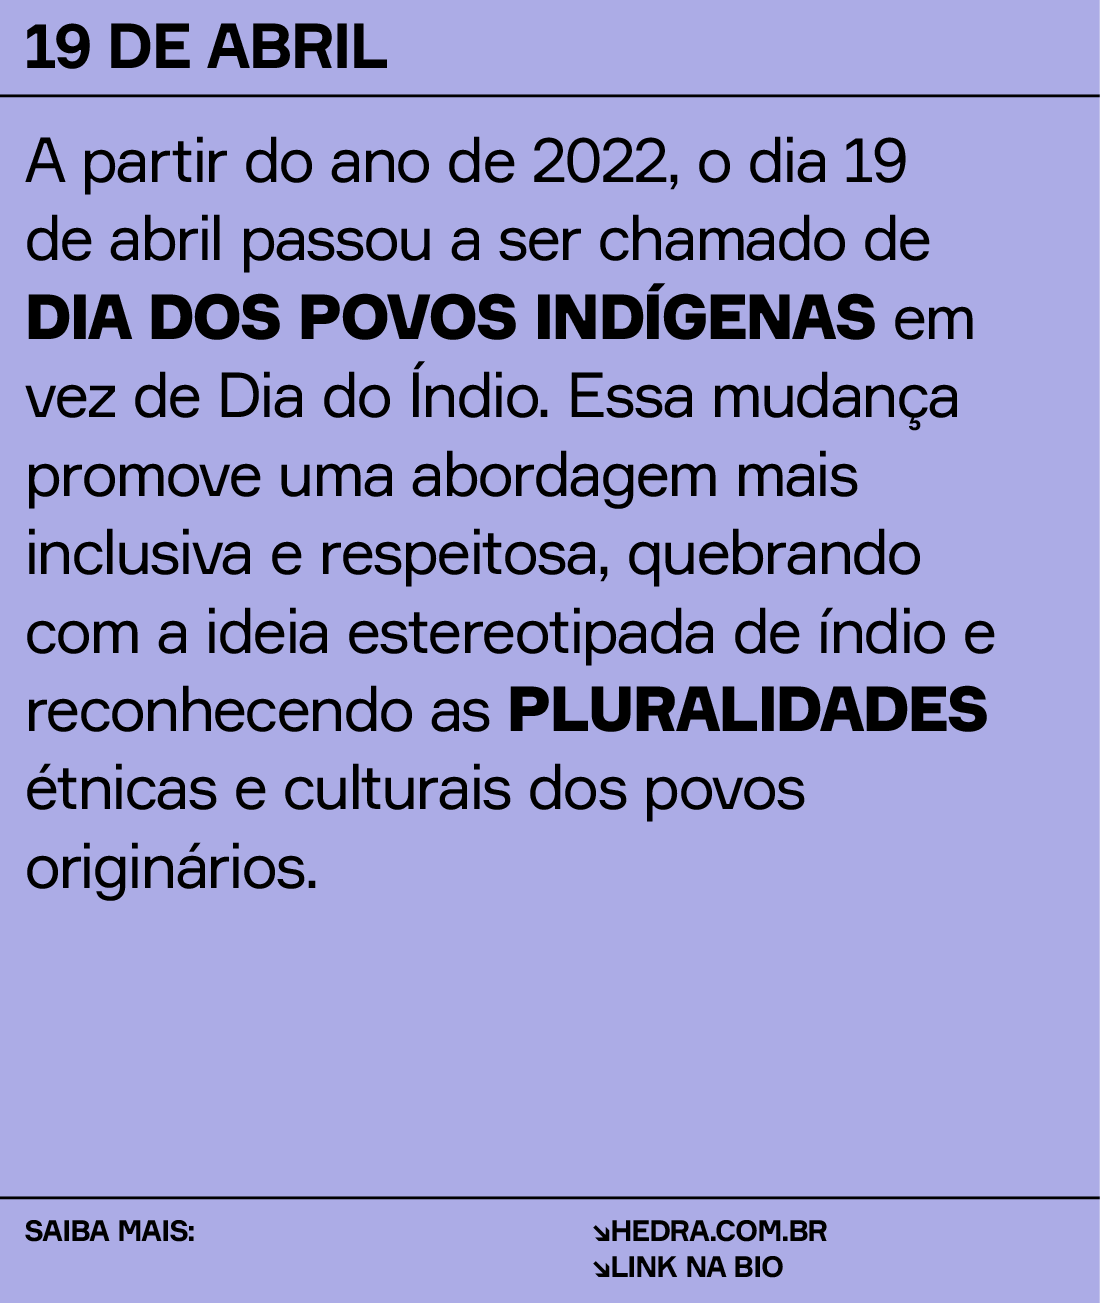 19 DE ABRIL
A partir do ano de 2022, o dia 19
de abril passou a ser chamado de
DIA DOS POVOS INDÍGENAS em
vez de Dia do Índio. Essa mudança
promove uma abordagem mais
inclusiva e respeitosa, quebrando
com a ideia estereotipada de índio e
reconhecendo as PLURALIDADES
étnicas e culturais dos povos
originários.
SAIBA MAIS:
↘HEDRA.COM.BR
↘LINK NA BIO